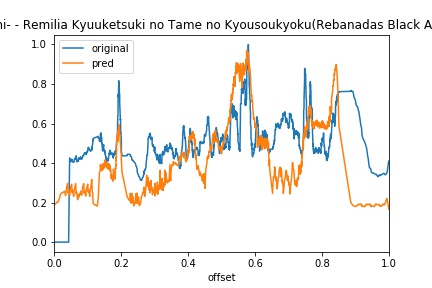 ni- - Remilia Kyuuketsuki no Tame no Kyousoukyoku(Rebanadas Black A
original
pred
1.0
0.8
0.6
0.4
0.2
0.0
0.0 0.2 0.4 0.6 0.8 1.0
offset